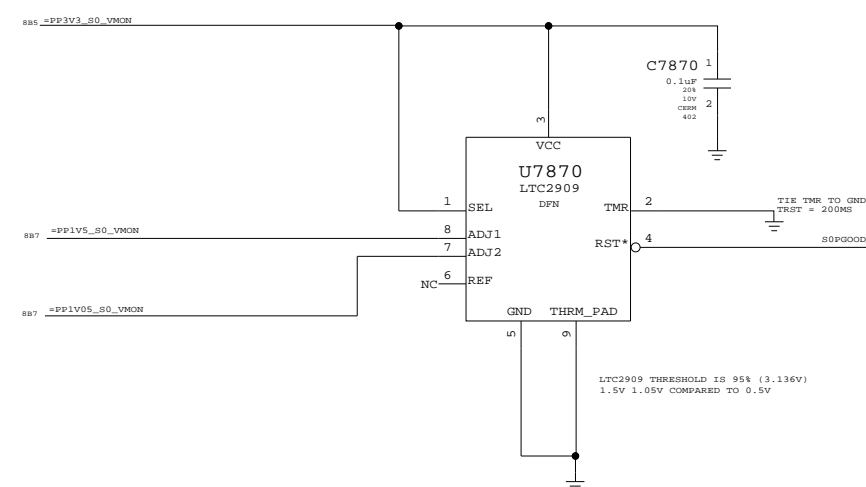 8B5 =PP3V3_S0_VMON
C7870 1
0.1uF
20%
10V 2
CERM
402
3
VCC
U7870
LTC2909
DFN
1 SEL
TMR 2
TIE TMR TO GND
TRST = 200MS
8B7 =PP1V5_S0_VMON
8 ADJ1
7 ADJ2
RST* 4
S0PGOOD
NC 6 REF
8B7 =PP1V05_S0_VMON
GND THRM_PAD
5 9
LTC2909 THRESHOLD IS 95% (3.136V)
1.5V 1.05V COMPARED TO 0.5V